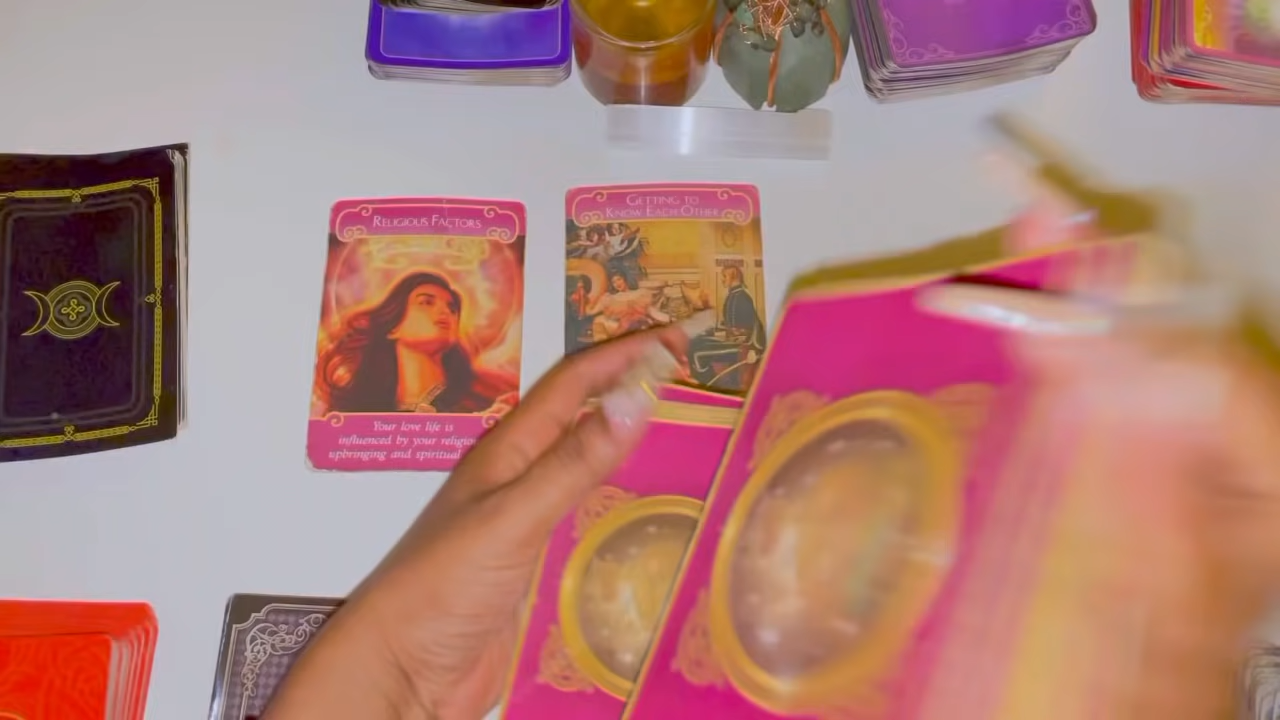 RELIGIOUS FACTORS
Your love life is
influenced by your religio
upbringing and spiritual
GETTING TO
KNOW EACH OTHER